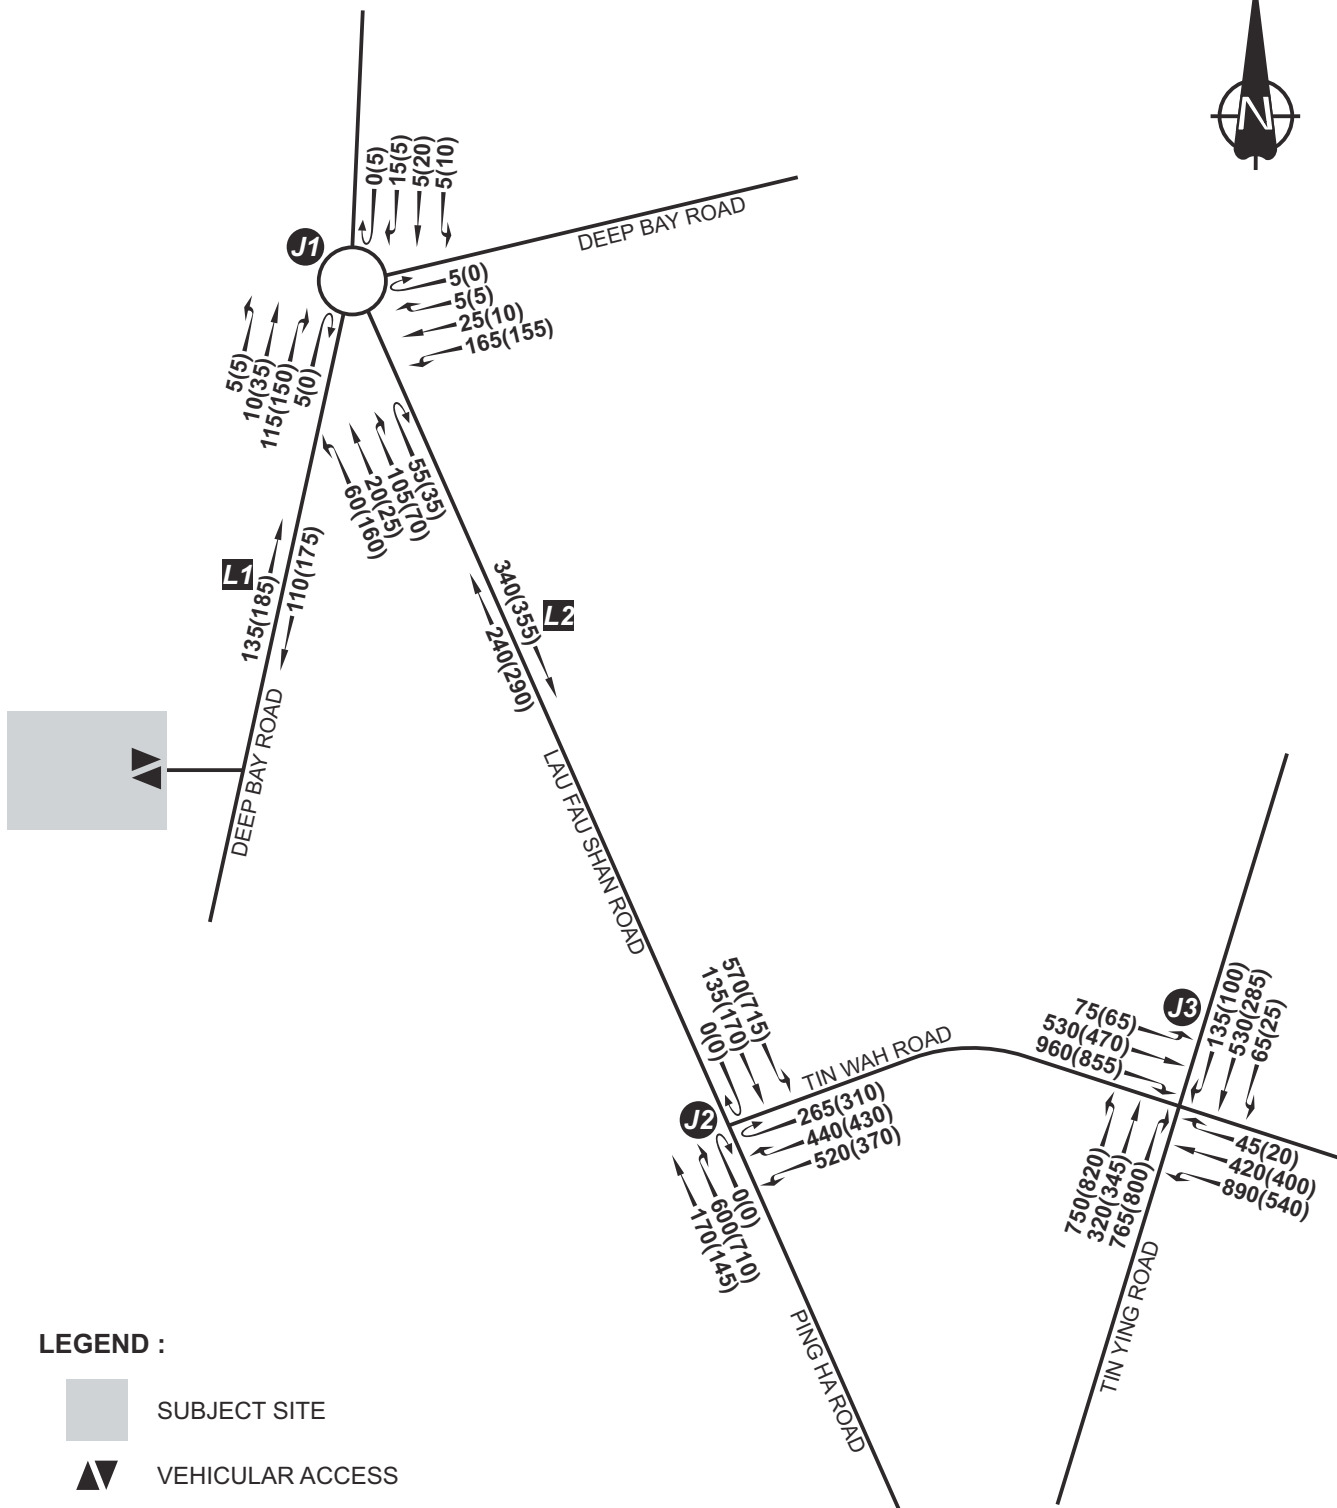 N
0(5)
15(5)
5(20)
5(10)
J1
DEEP BAY ROAD
5(0)
5(5)
25(10)
165(155)
5(5)
10(35)
115(150)
5(0)
55(35)
105(70)
20(25)
60(160)
L1
135(185)
110(175)
340(355)
L2
240(290)
DEEP BAY ROAD
LAU FAU SHAN ROAD
570(715)
135(170)
0(0)
TIN WAH ROAD
J2
265(310)
440(430)
520(370)
0(0)
600(710)
170(145)
PING HA ROAD
75(65)
530(470)
960(855)
J3
135(100)
530(285)
65(25)
45(20)
420(400)
890(540)
750(820)
320(345)
765(800)
TIN YING ROAD
LEGEND :
SUBJECT SITE
VEHICULAR ACCESS